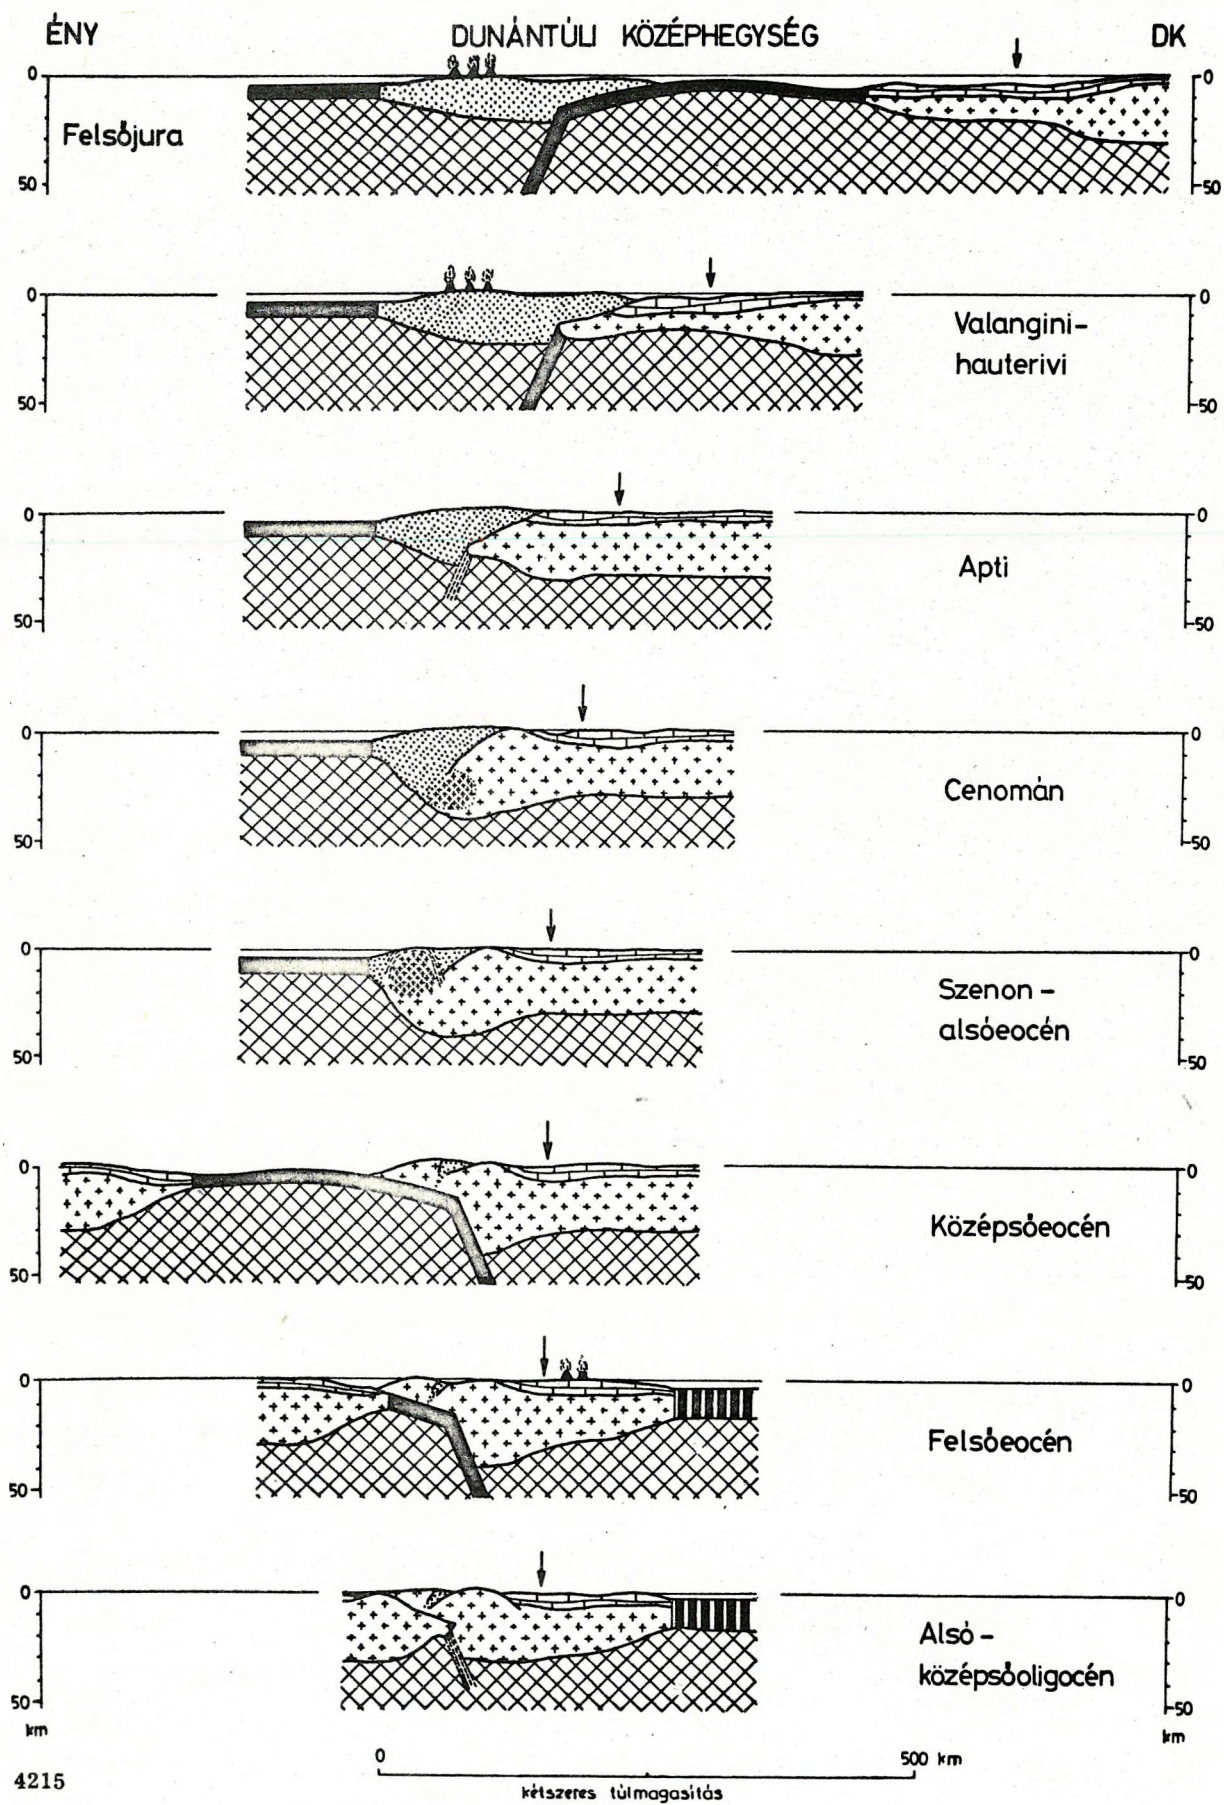 ÉNY DUNÁNTÚLI KÖZÉPHEGYSÉG DK
0 0
Felsőjura
50 50
0 0
Valangini-
hauterivi
50 50
0 0
Apti
50 50
0 0
Cenomán
50 50
0 0
Szenon-
alsóeocén
50 50
0 0
Középsőeocén
50 50
0 0
Felsőeocén
50 50
0 0
Alsó-
középsőoligocén
50 50
km km
0 500 km
4215
kétszeres túlmagasítás